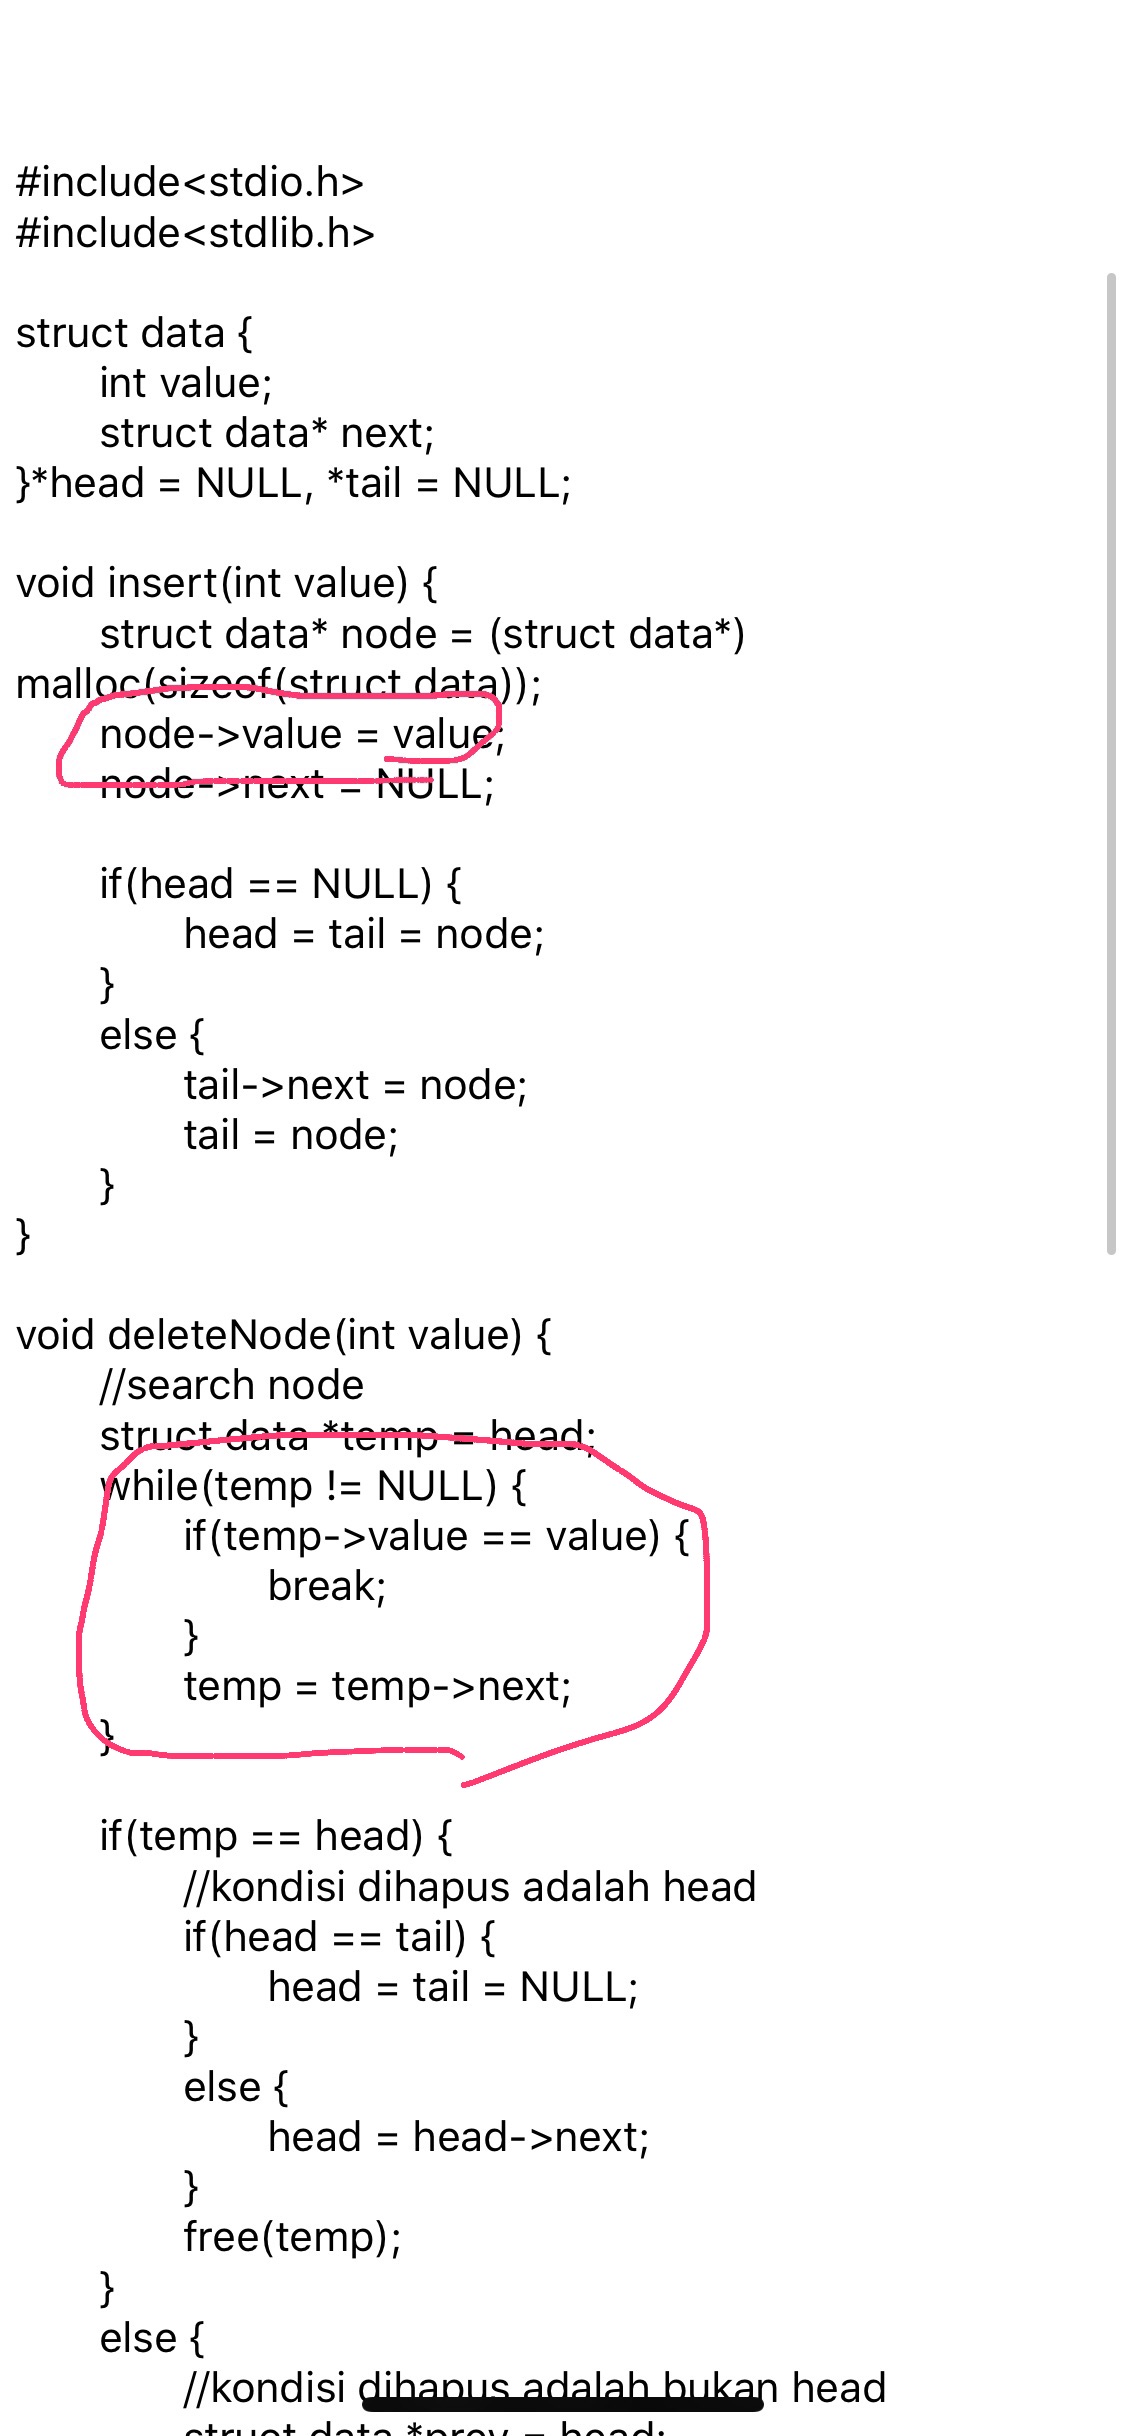 #include<stdio.h>
#include<stdlib.h>
struct data {
int value;
struct data* next;
}*head = NULL, *tail = NULL;
void insert(int value) {
struct data* node = (struct data*)
malloc(sizeof(struct data));
node->value = value;
node->next = NULL;
if(head == NULL) {
head = tail = node;
}
else {
tail->next = node;
tail = node;
}
}
void deleteNode(int value) {
//search node
struct data *temp = head;
while(temp != NULL) {
if(temp->value == value) {
break;
}
temp = temp->next;
}
if(temp == head) {
//kondisi dihapus adalah head
if(head == tail) {
head = tail = NULL;
}
else {
head = head->next;
}
free(temp);
}
else {
//kondisi dihapus adalah bukan head
struct data *prev = head;